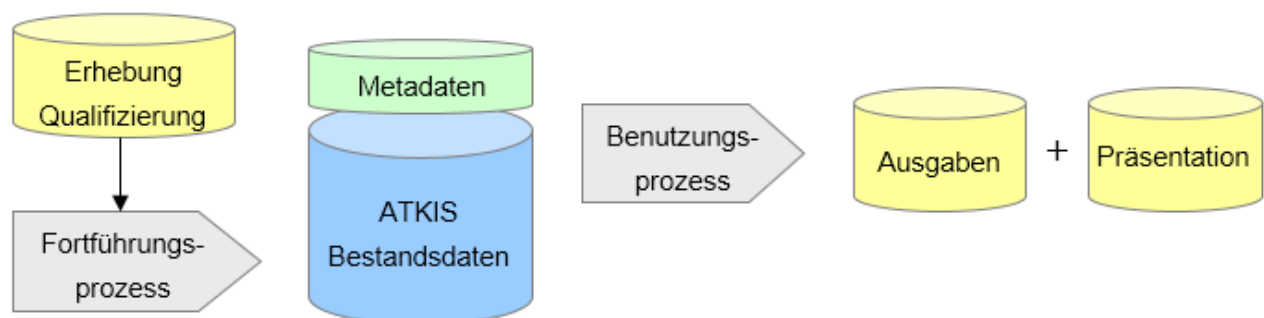 Erhebung
Qualifizierung
Fortführungs-
prozess
Metadaten
ATKIS
Bestandsdaten
Benutzungs-
prozess
Ausgaben
+
Präsentation